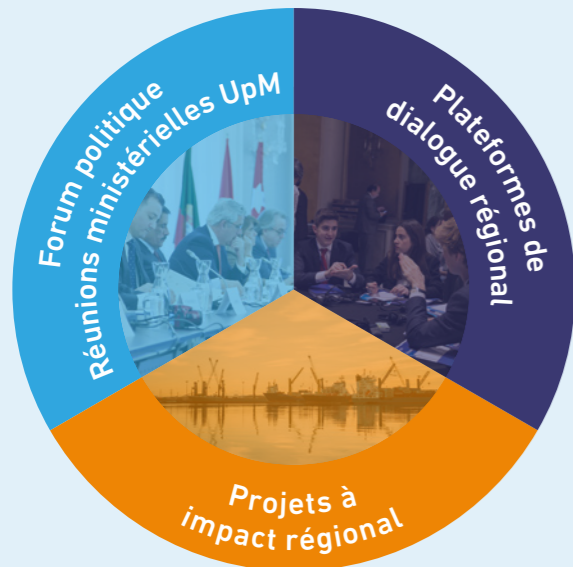 Forum politique
Réunions ministérielles UpM
Plateformes de
dialogue régional
Projets à
impact régional